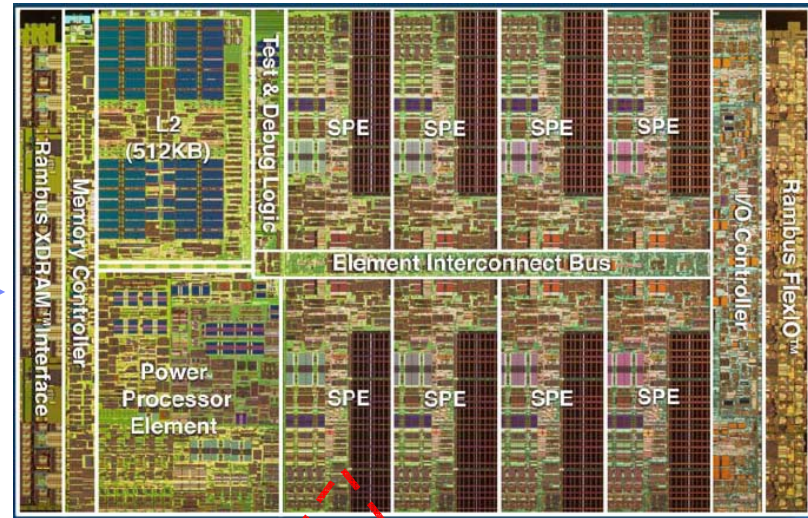 Rambus XDRAM™ Interface
Memory Controller
L2
(512KB)
Test & Debug Logic
SPE
SPE
SPE
SPE
I/O Controller
Rambus FlexIO™
Element Interconnect Bus
Power
Processor
Element
SPE
SPE
SPE
SPE